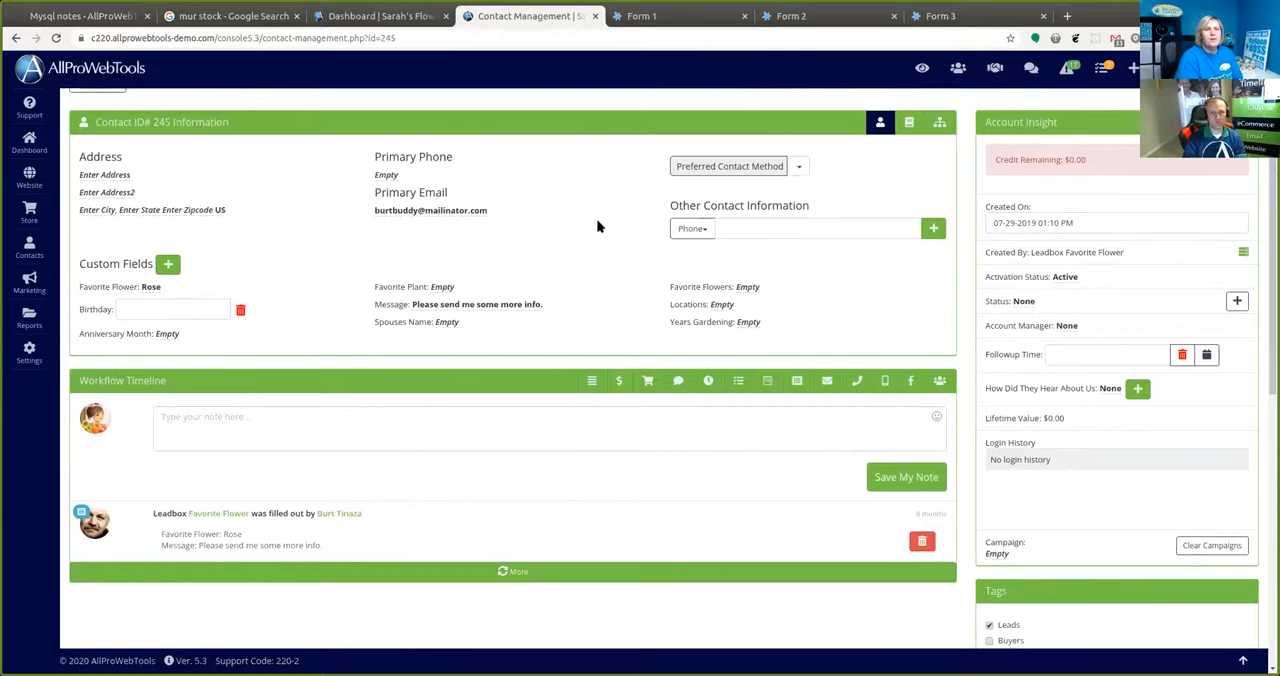 Mysql notes - AllProWeb
mur stock - Google Search
Dashboard | Sarah's Flow
Contact Management | S
Form 1
Form 2
Form 3
c220.allprowebtools-demo.com/console5.3/contact-management.php?id=245
AllProWebTools
Support
Dashboard
Website
Store
Contacts
Marketing
Reports
Settings
Contact ID# 245 Information
Address
Enter Address
Enter Address2
Enter City, Enter State Enter Zipcode US
Primary Phone
Empty
Primary Email
burtbuddy@mailinator.com
Preferred Contact Method
Other Contact Information
Phone
Custom Fields
Favorite Flower: Rose
Birthday:
Anniversary Month: Empty
Favorite Plant: Empty
Message: Please send me some more info.
Spouses Name: Empty
Favorite Flowers: Empty
Locations: Empty
Years Gardening: Empty
Workflow Timeline
Type your note here...
Save My Note
Leadbox Favorite Flower was filled out by Burt Tinaza
6 months
Favorite Flower: Rose
Message: Please send me some more info.
More
Account Insight
Credit Remaining: $0.00
Created On:
07-29-2019 01:10 PM
Created By: Leadbox Favorite Flower
Activation Status: Active
Status: None
Account Manager: None
Followup Time:
How Did They Hear About Us: None
Lifetime Value: $0.00
Login History
No login history
Campaign:
Empty
Clear Campaigns
Tags
Leads
Buyers
© 2020 AllProWebTools
Ver. 5.3
Support Code: 220-2
Timeli
CRM
eCommerce
Email
Website